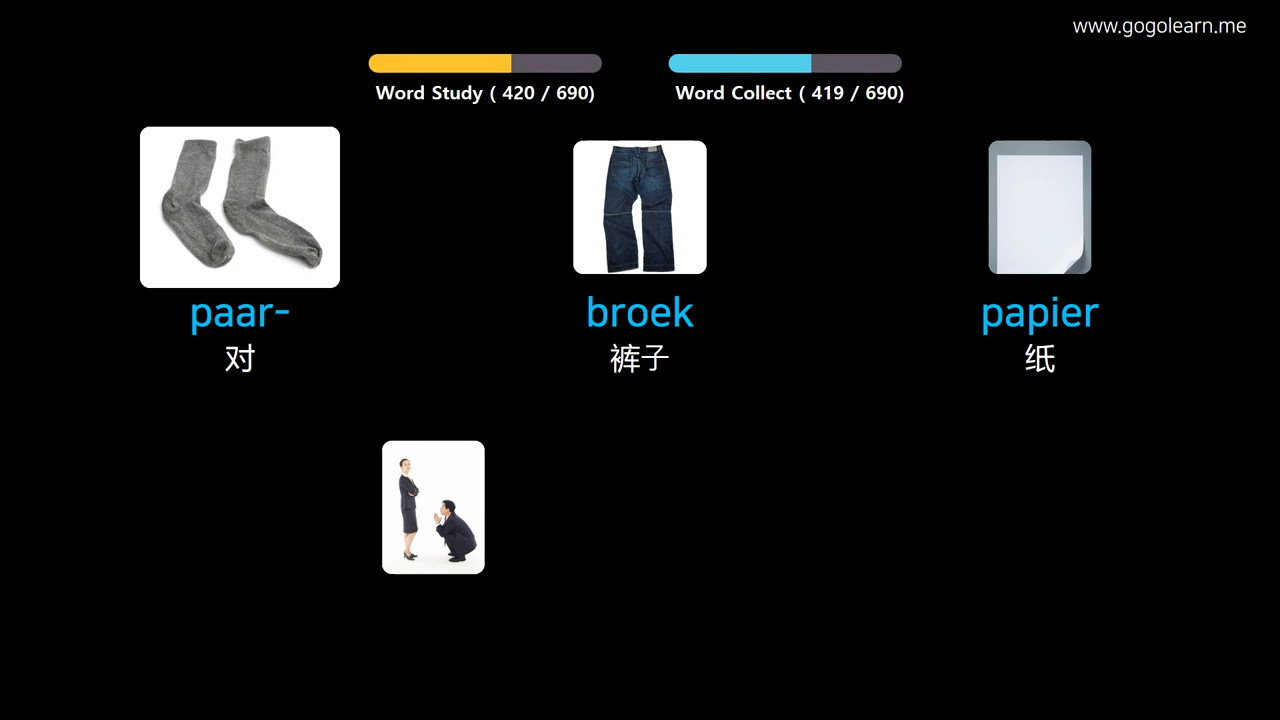 www.gogolearn.me
Word Study ( 420 / 690)
Word Collect ( 419 / 690)
paar-
broek
papier
对
裤子
纸